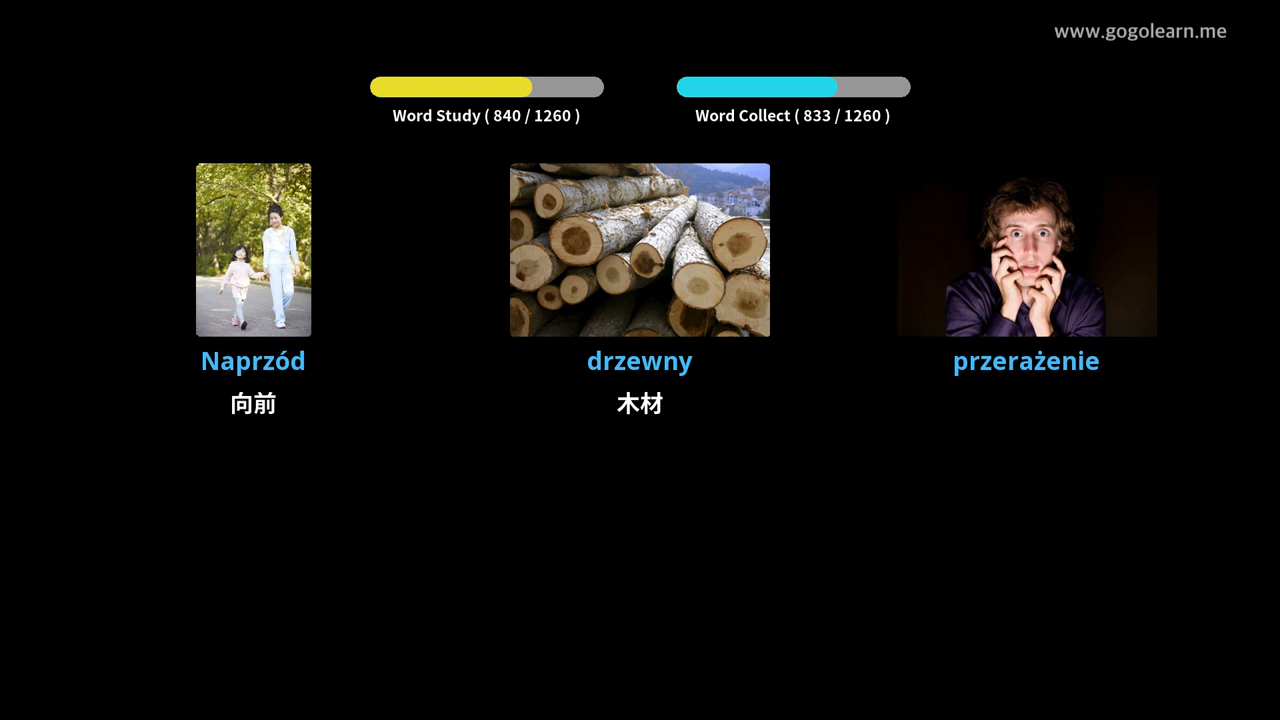 www.gogolearn.me
Word Study ( 840 / 1260 )
Word Collect ( 833 / 1260 )
Naprzód
drzewny
przerażenie
向前
木材